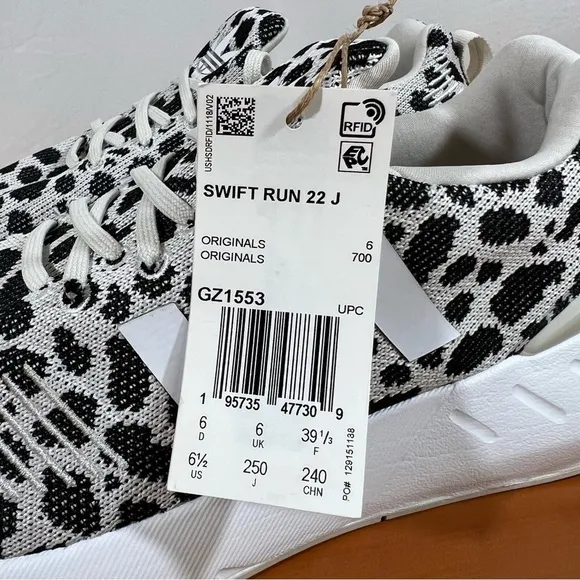 USHSDRFID/1118/V02
RFID
SWIFT RUN 22 J
ORIGINALS 6
ORIGINALS 700
GZ1553
UPC
1 95735 47730 9
6 6 39 1/3
D UK F
6½ 250 240
US J CHN
PO# 129151138